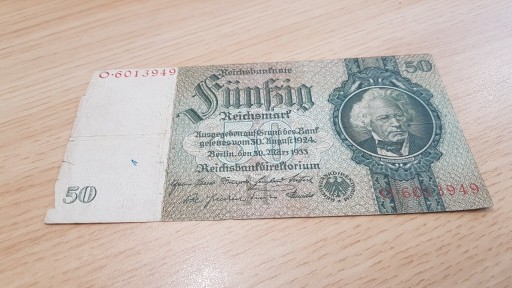 O·6013949
Reichsbanknote
50
Fünfzig
Reichsmark
Ausgegeben auf Grund des Bank
gesetzes vom 30. August 1924.
Berlin, den 30. März 1933
Reichsbankdirektorium
50
O·6013949